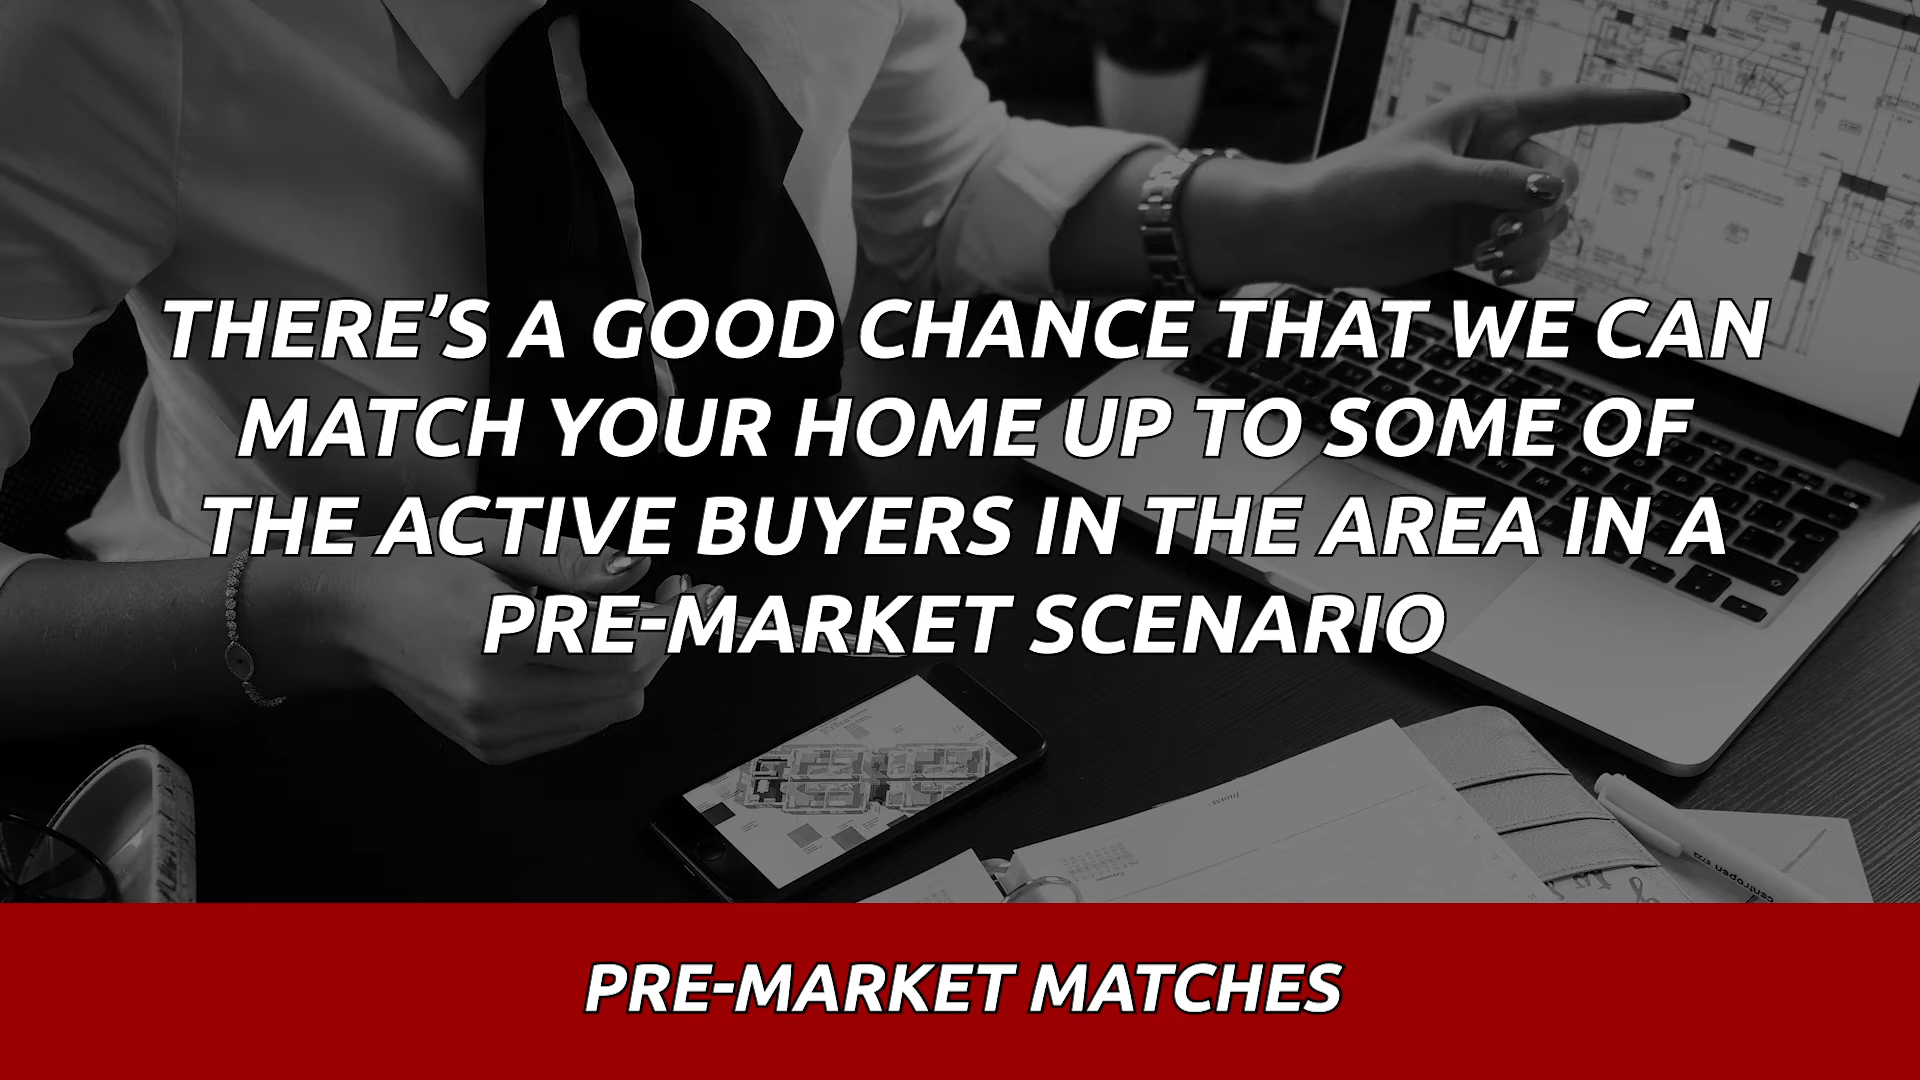 THERE’S A GOOD CHANCE THAT WE CAN
MATCH YOUR HOME UP TO SOME OF
THE ACTIVE BUYERS IN THE AREA IN A
PRE-MARKET SCENARIO
PRE-MARKET MATCHES